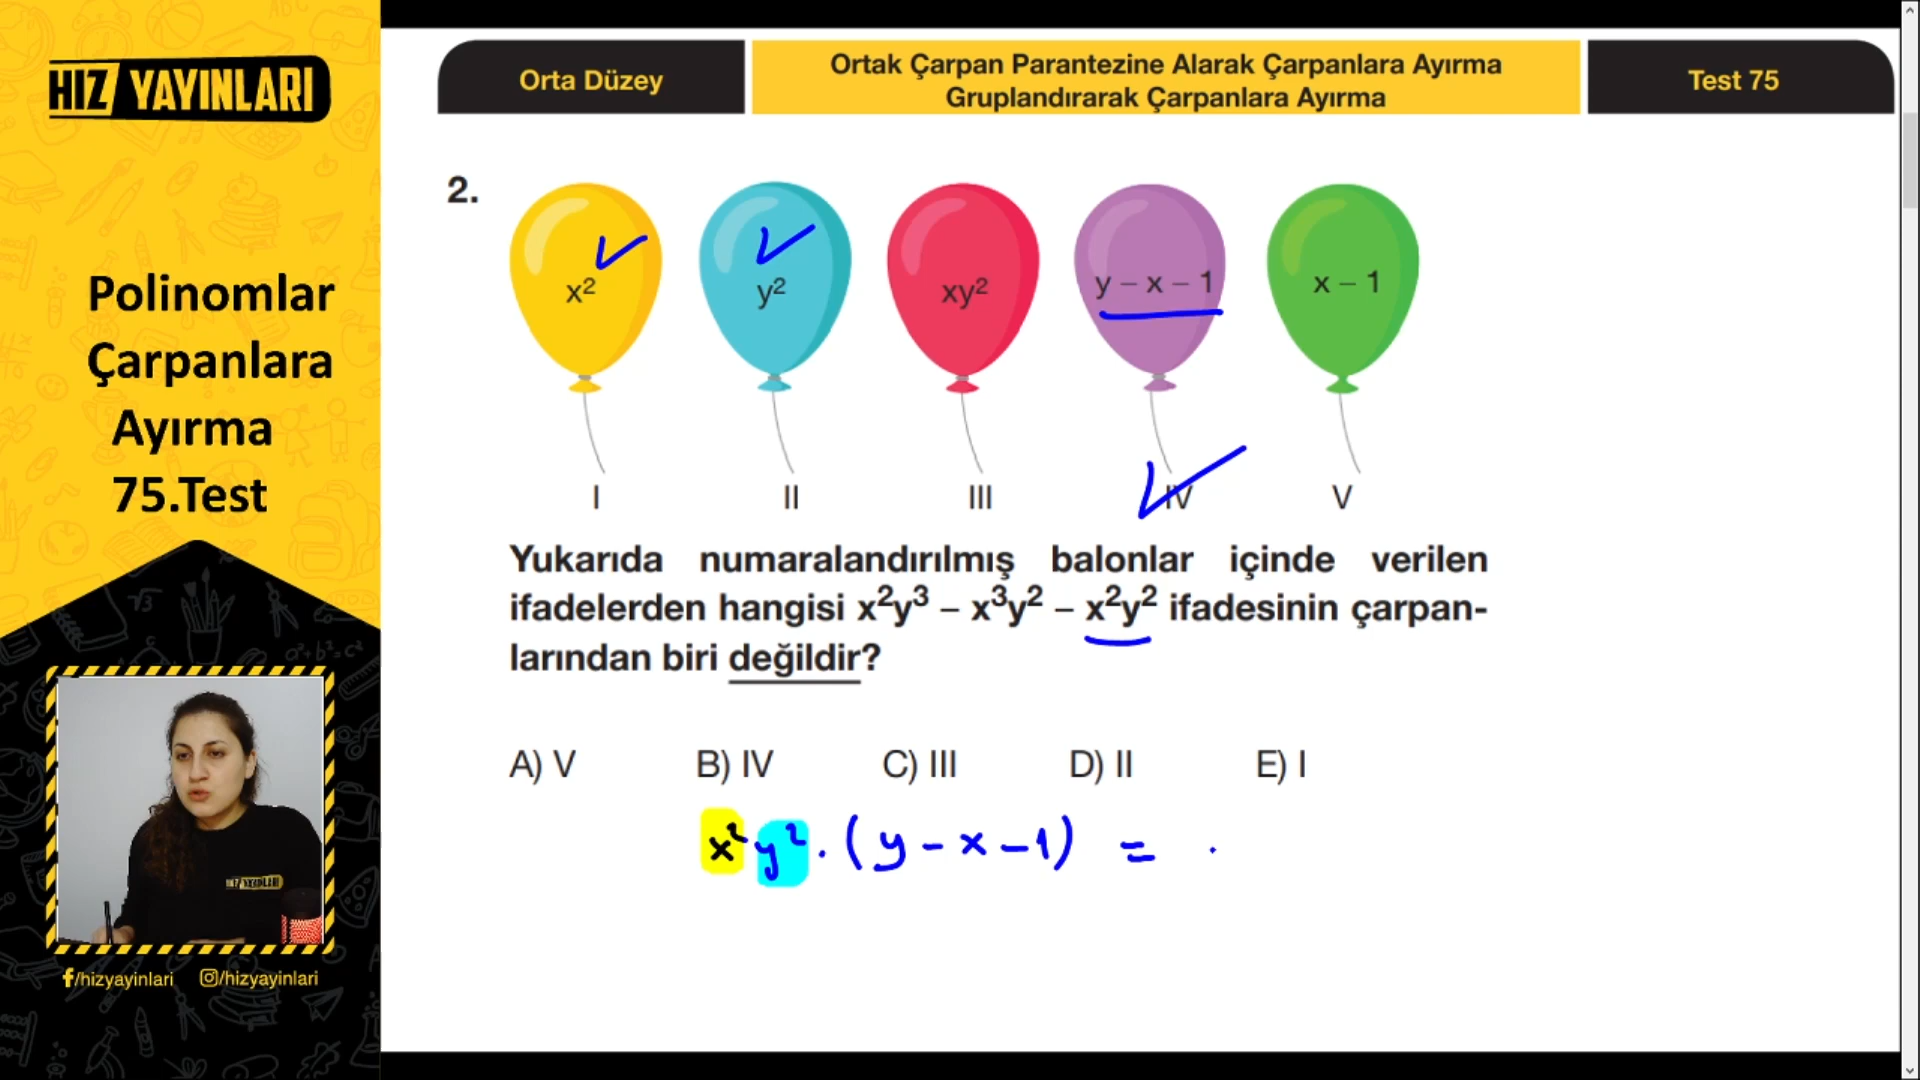 HIZ YAYINLARI
Polinomlar
Çarpanlara
Ayırma
75.Test
f/hizyayinlari /hizyayinlari
Orta Düzey
Ortak Çarpan Parantezine Alarak Çarpanlara Ayırma
Gruplandırarak Çarpanlara Ayırma
Test 75
2.
x² y² xy² y – x – 1 x – 1
I II III IV V
Yukarıda numaralandırılmış balonlar içinde verilen
ifadelerden hangisi x²y³ – x³y² – x²y² ifadesinin çarpan-
larından biri değildir?
A) V B) IV C) III D) II E) I
x² y² . (y – x – 1) = .